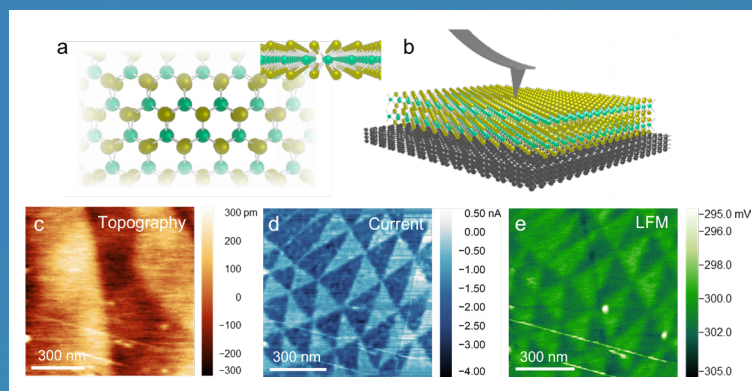 a
b
c
Topography
300 nm
300 pm
200
100
0
−100
−200
−300
d
Current
300 nm
0.50 nA
0.00
−0.50
−1.00
−1.50
−2.00
−2.50
−3.00
−4.00
e
LFM
300 nm
−295.0 mV
−296.0
−298.0
−300.0
−302.0
−305.0